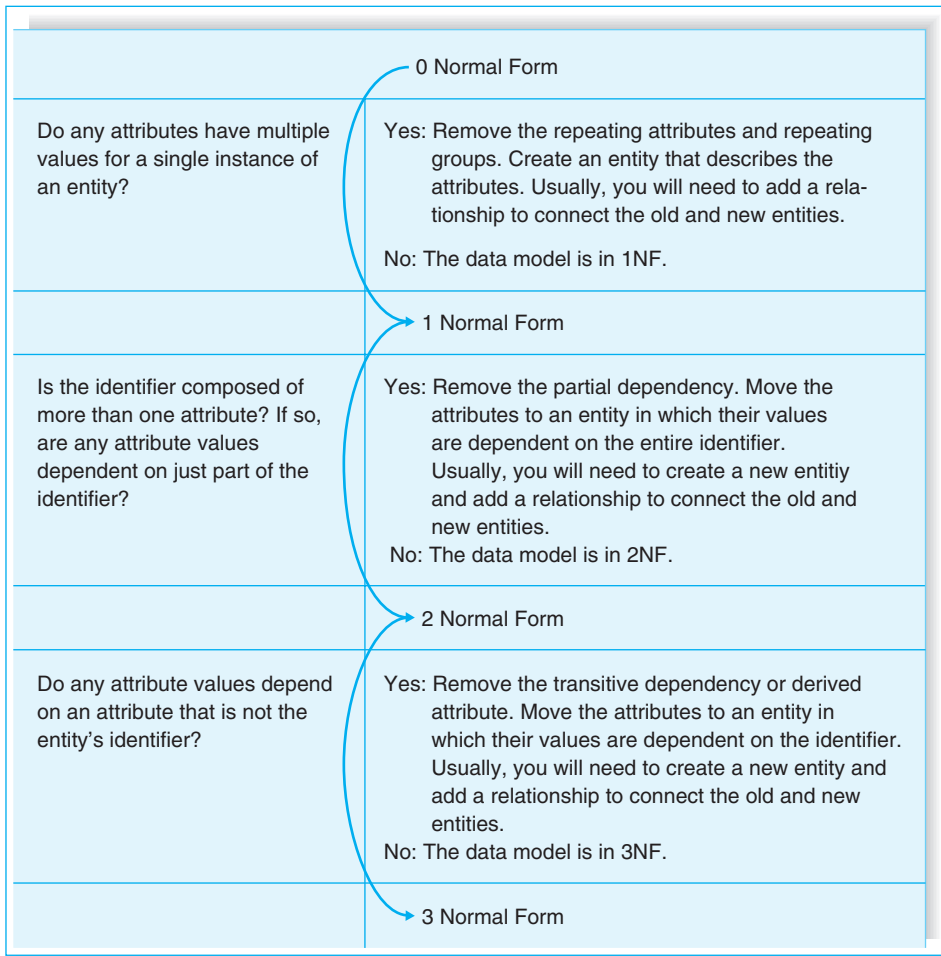 0 Normal Form
Do any attributes have multiple
values for a single instance of
an entity?
Yes: Remove the repeating attributes and repeating
groups. Create an entity that describes the
attributes. Usually, you will need to add a rela-
tionship to connect the old and new entities.
No: The data model is in 1NF.
1 Normal Form
Is the identifier composed of
more than one attribute? If so,
are any attribute values
dependent on just part of the
identifier?
Yes: Remove the partial dependency. Move the
attributes to an entity in which their values
are dependent on the entire identifier.
Usually, you will need to create a new entitiy
and add a relationship to connect the old and
new entities.
No: The data model is in 2NF.
2 Normal Form
Do any attribute values depend
on an attribute that is not the
entity's identifier?
Yes: Remove the transitive dependency or derived
attribute. Move the attributes to an entity in
which their values are dependent on the identifier.
Usually, you will need to create a new entity and
add a relationship to connect the old and new
entities.
No: The data model is in 3NF.
3 Normal Form